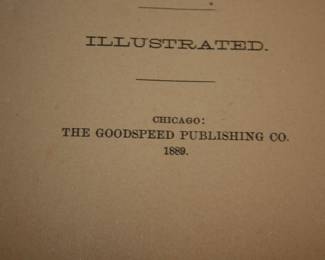 ILLUSTRATED.
CHICAGO:
THE GOODSPEED PUBLISHING CO.
1889.